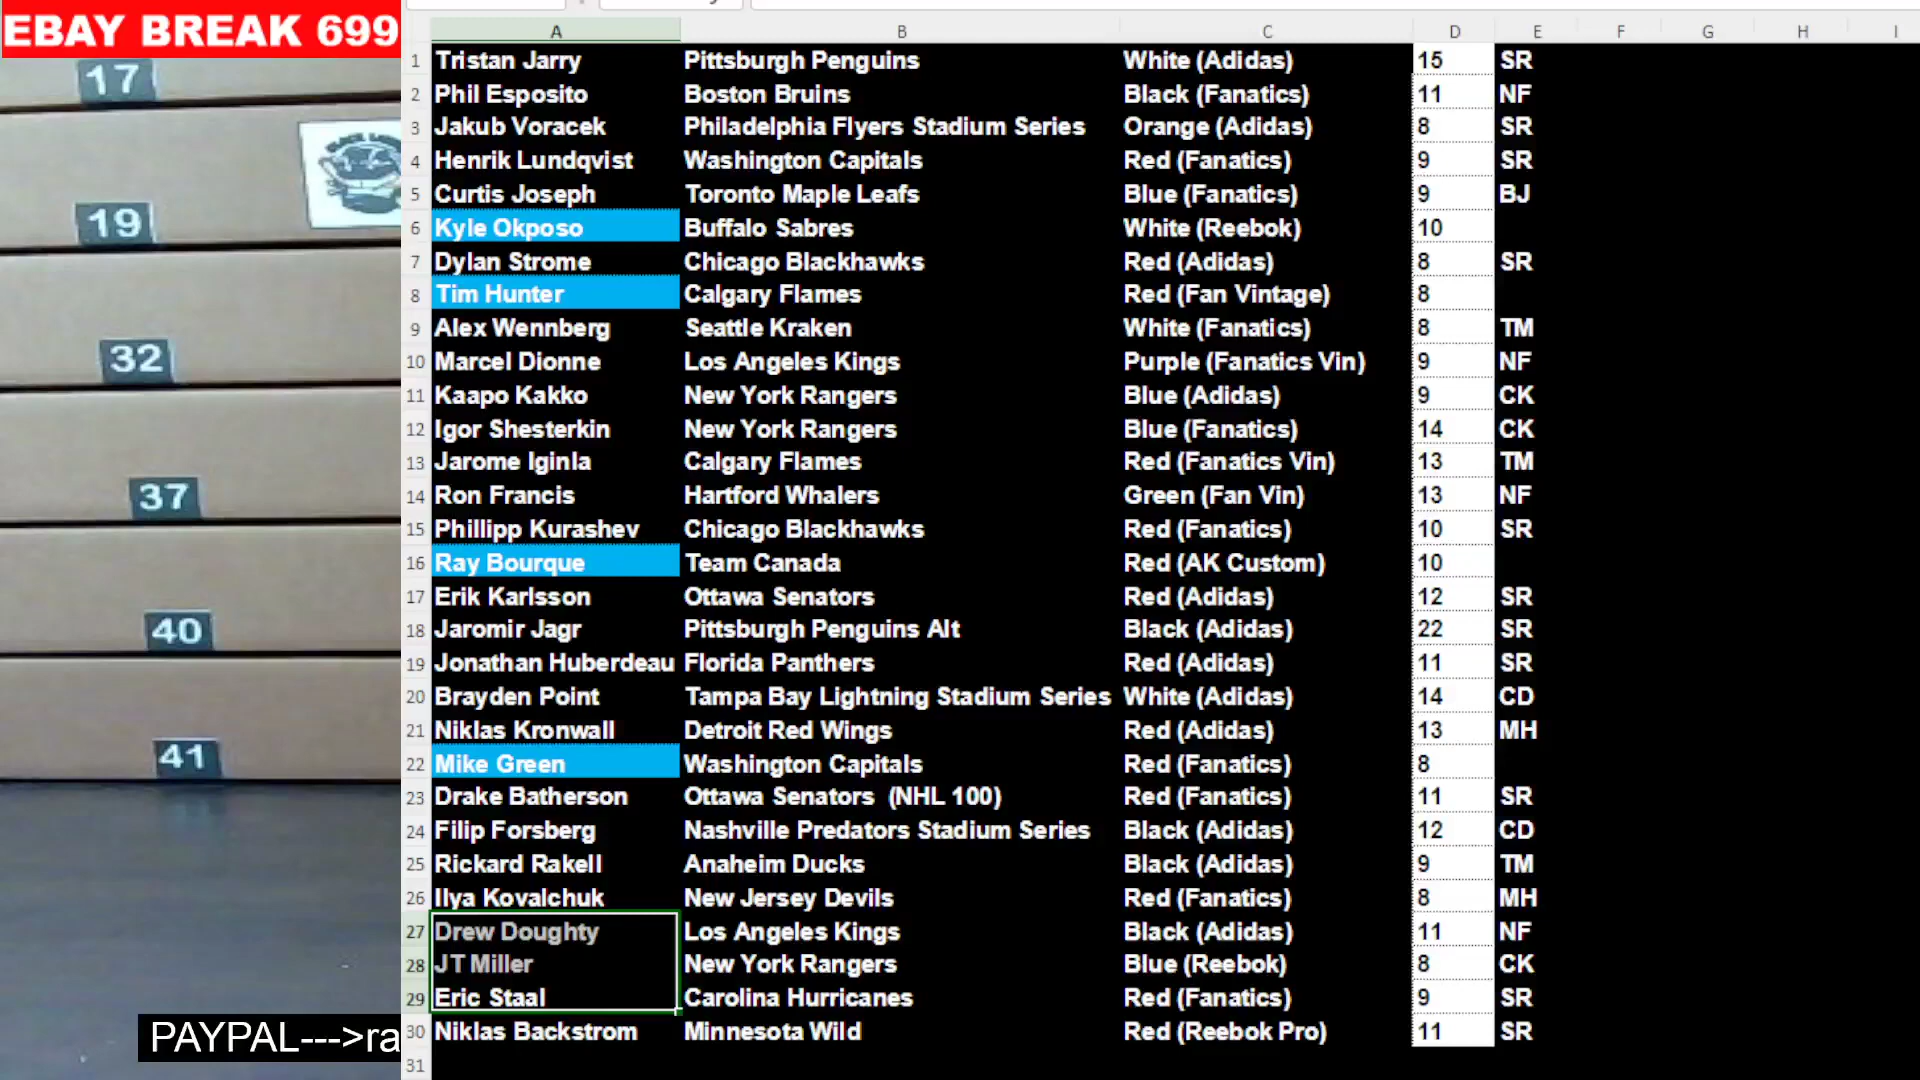 EBAY BREAK 699
17
19
32
37
40
41
PAYPAL--->ra
A B C D E F G H I
1 Tristan Jarry Pittsburgh Penguins White (Adidas) 15 SR
2 Phil Esposito Boston Bruins Black (Fanatics) 11 NF
3 Jakub Voracek Philadelphia Flyers Stadium Series Orange (Adidas) 8 SR
4 Henrik Lundqvist Washington Capitals Red (Fanatics) 9 SR
5 Curtis Joseph Toronto Maple Leafs Blue (Fanatics) 9 BJ
6 Kyle Okposo Buffalo Sabres White (Reebok) 10
7 Dylan Strome Chicago Blackhawks Red (Adidas) 8 SR
8 Tim Hunter Calgary Flames Red (Fan Vintage) 8
9 Alex Wennberg Seattle Kraken White (Fanatics) 8 TM
10 Marcel Dionne Los Angeles Kings Purple (Fanatics Vin) 9 NF
11 Kaapo Kakko New York Rangers Blue (Adidas) 9 CK
12 Igor Shesterkin New York Rangers Blue (Fanatics) 14 CK
13 Jarome Iginla Calgary Flames Red (Fanatics Vin) 13 TM
14 Ron Francis Hartford Whalers Green (Fan Vin) 13 NF
15 Phillipp Kurashev Chicago Blackhawks Red (Fanatics) 10 SR
16 Ray Bourque Team Canada Red (AK Custom) 10
17 Erik Karlsson Ottawa Senators Red (Adidas) 12 SR
18 Jaromir Jagr Pittsburgh Penguins Alt Black (Adidas) 22 SR
19 Jonathan Huberdeau Florida Panthers Red (Adidas) 11 SR
20 Brayden Point Tampa Bay Lightning Stadium Series White (Adidas) 14 CD
21 Niklas Kronwall Detroit Red Wings Red (Adidas) 13 MH
22 Mike Green Washington Capitals Red (Fanatics) 8
23 Drake Batherson Ottawa Senators (NHL 100) Red (Fanatics) 11 SR
24 Filip Forsberg Nashville Predators Stadium Series Black (Adidas) 12 CD
25 Rickard Rakell Anaheim Ducks Black (Adidas) 9 TM
26 Ilya Kovalchuk New Jersey Devils Red (Fanatics) 8 MH
27 Drew Doughty Los Angeles Kings Black (Adidas) 11 NF
28 JT Miller New York Rangers Blue (Reebok) 8 CK
29 Eric Staal Carolina Hurricanes Red (Fanatics) 9 SR
30 Niklas Backstrom Minnesota Wild Red (Reebok Pro) 11 SR
31